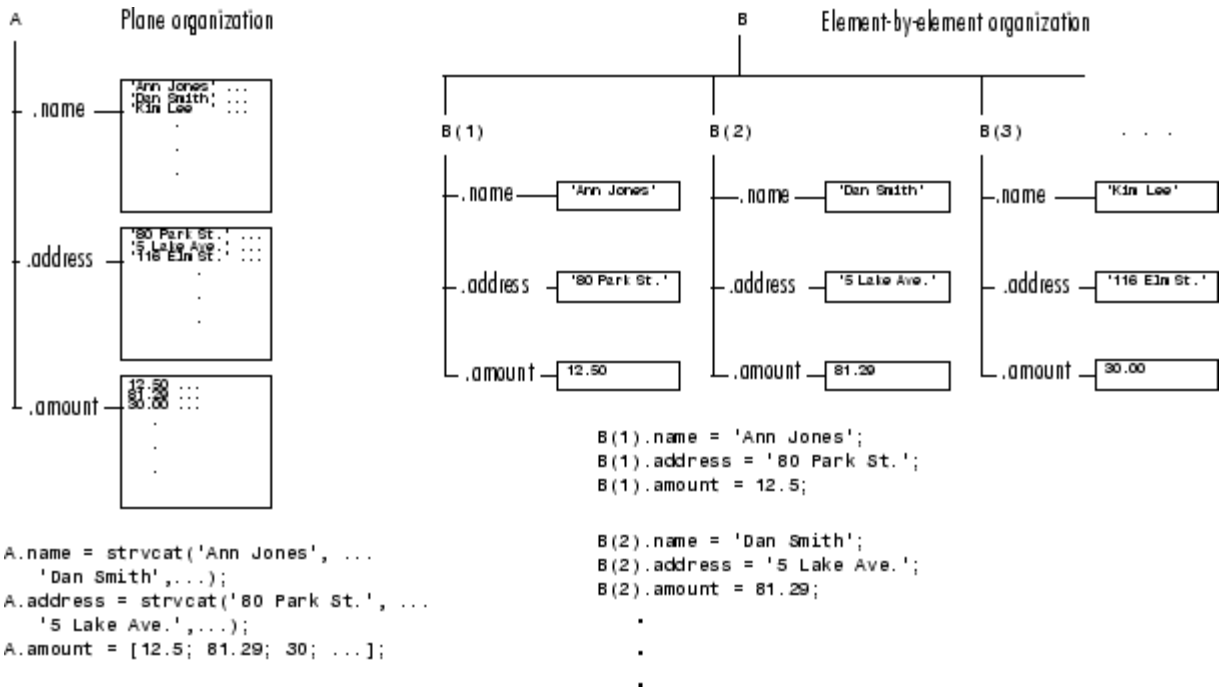 A
Plane organization
.name
'Ann Jones' ...
'Dan Smith' ...
'Kim Lee' ...
.address
'80 Park St.' ...
'5 Lake Ave.' ...
'116 Elm St.' ...
.amount
12.50 ...
81.29 ...
30.00 ...
A.name = strvcat('Ann Jones', ...
'Dan Smith',...);
A.address = strvcat('80 Park St.', ...
'5 Lake Ave.',...);
A.amount = [12.5; 81.29; 30; ...];
B
Element-by-element organization
B(1)
.name
'Ann Jones'
.address
'80 Park St.'
.amount
12.50
B(2)
.name
'Dan Smith'
.address
'5 Lake Ave.'
.amount
81.29
B(3)
. . .
.name
'Kim Lee'
.address
'116 Elm St.'
.amount
30.00
B(1).name = 'Ann Jones';
B(1).address = '80 Park St.';
B(1).amount = 12.5;
B(2).name = 'Dan Smith';
B(2).address = '5 Lake Ave.';
B(2).amount = 81.29;